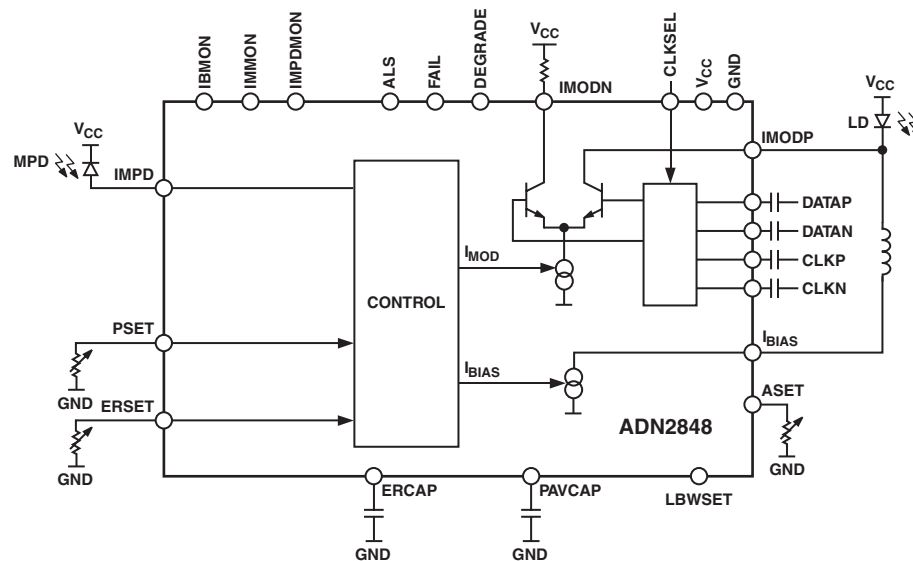 IBMON
IMMON
IMPDMON
ALS
FAIL
DEGRADE
VCC
IMODN
CLKSEL
VCC
GND
VCC
LD
IMODP
VCC
MPD
IMPD
DATAP
DATAN
CLKP
CLKN
IMOD
CONTROL
PSET
GND
IBIAS
IBIAS
ERSET
GND
ASET
GND
ADN2848
ERCAP
GND
PAVCAP
GND
LBWSET